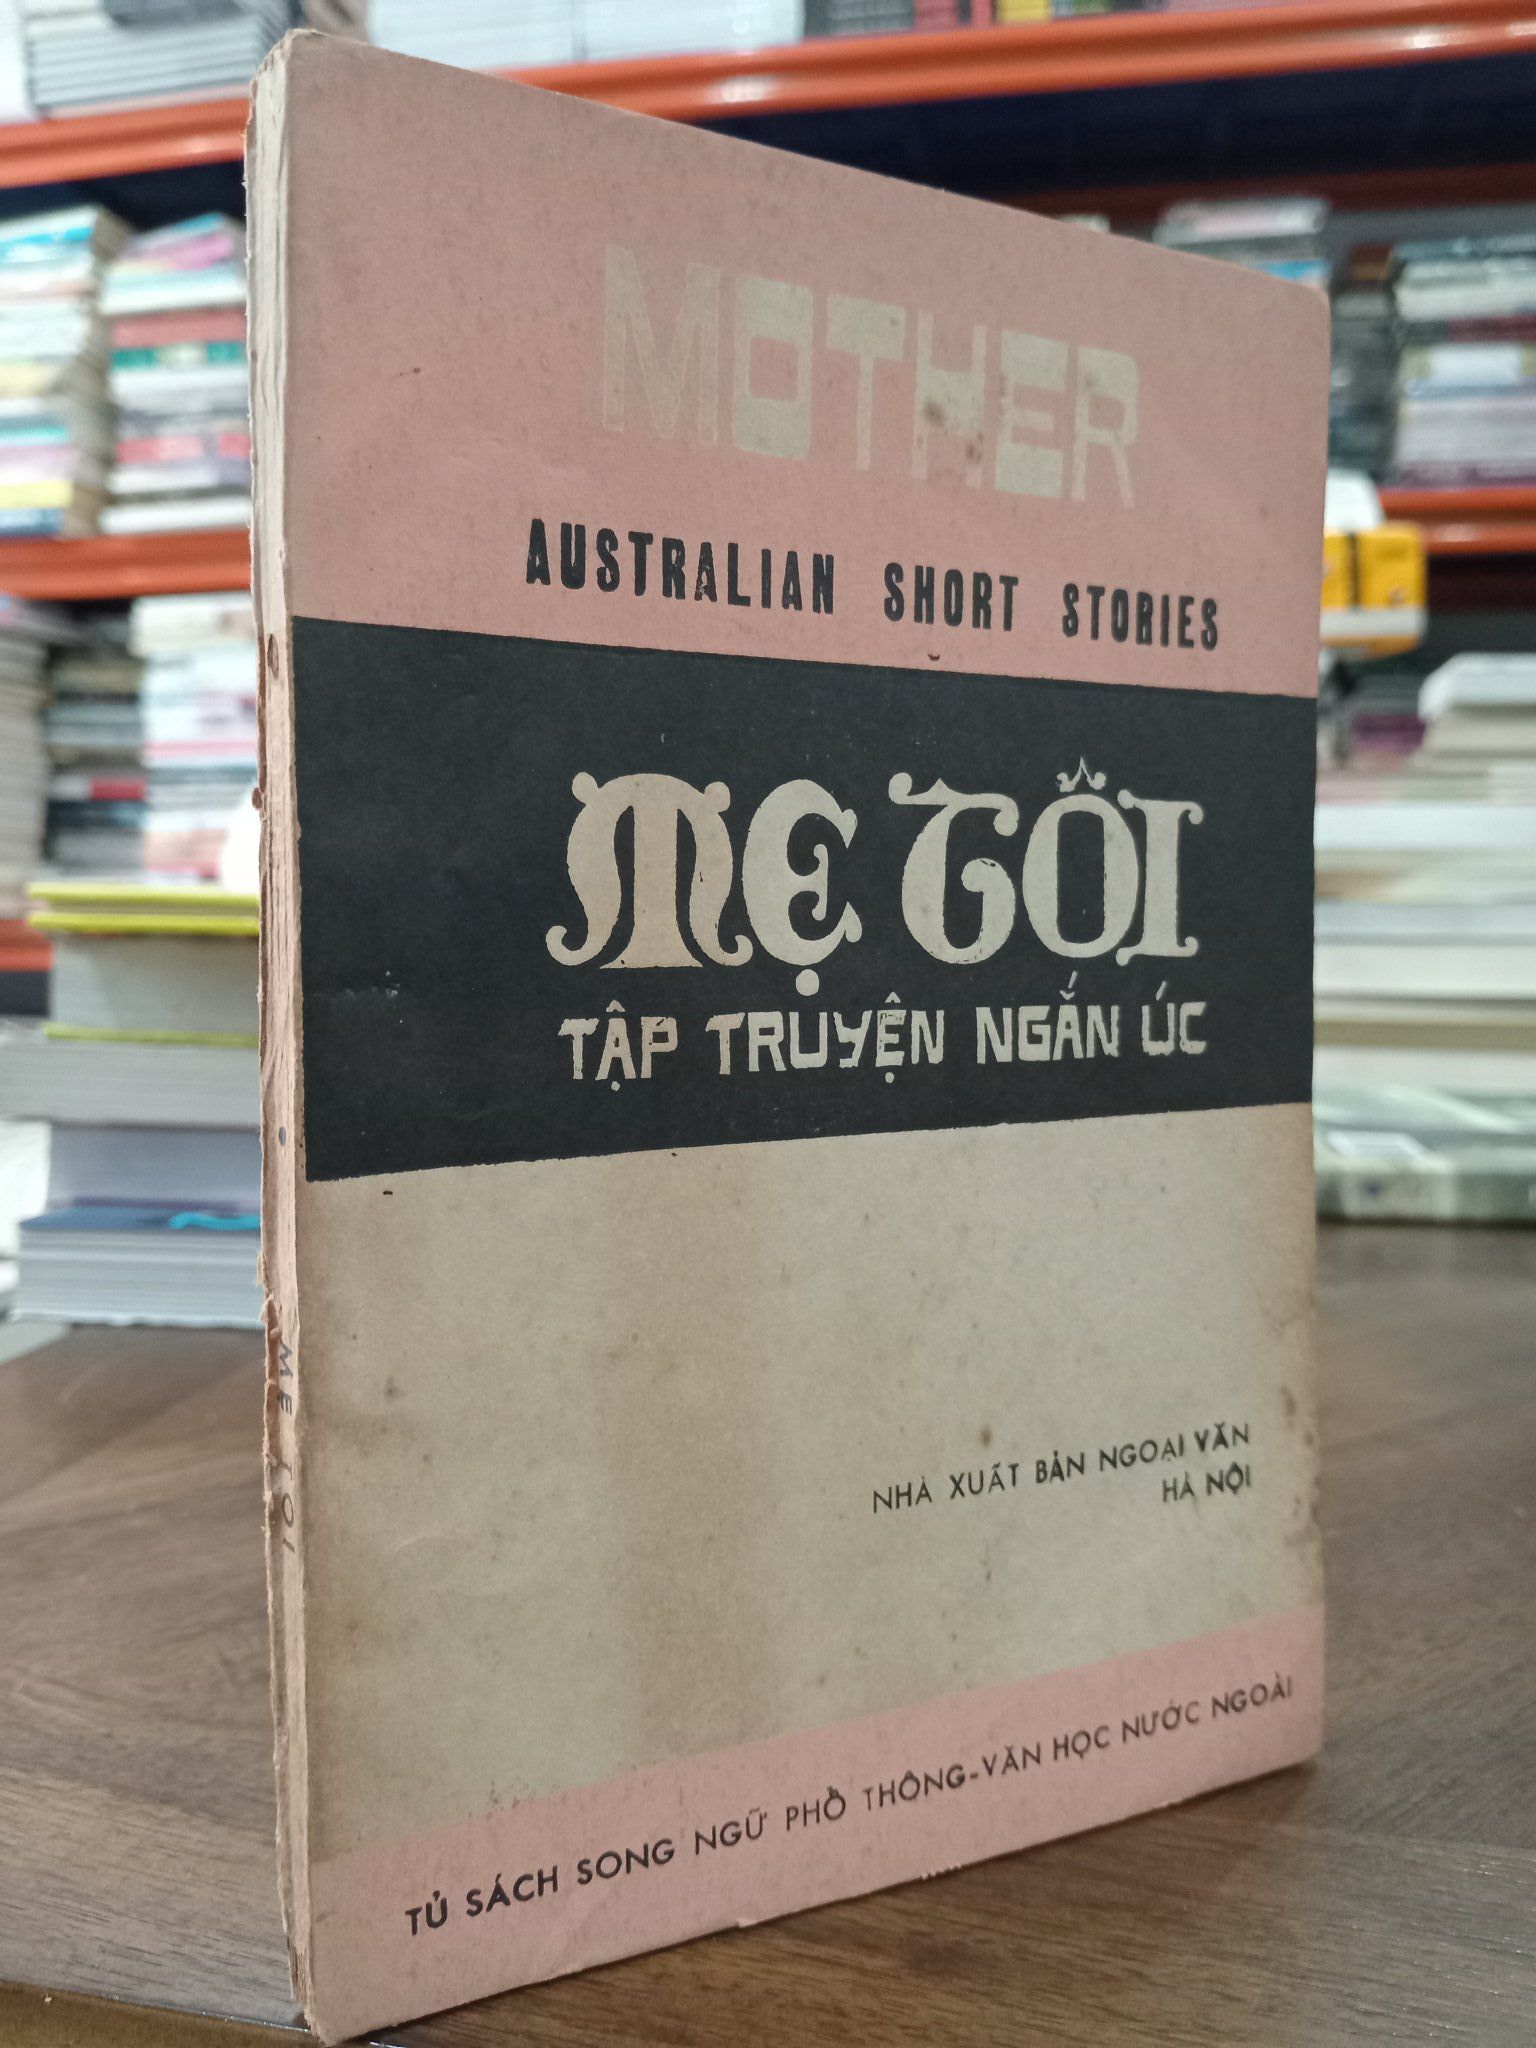 MOTHER
AUSTRALIAN SHORT STORIES
MẸ TÔI
TẬP TRUYỆN NGẮN ÚC
NHÀ XUẤT BẢN NGOẠI VĂN
HÀ NỘI
TỦ SÁCH SONG NGỮ PHỔ THÔNG-VĂN HỌC NƯỚC NGOÀI
MẸ TÔI